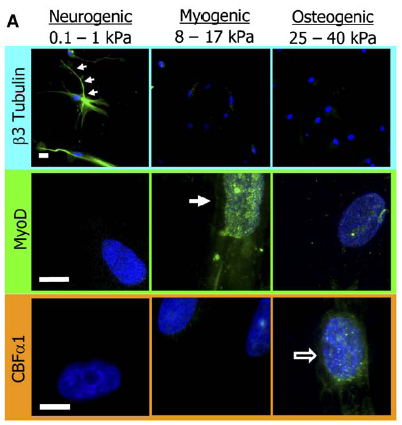 A
Neurogenic Myogenic Osteogenic
0.1 – 1 kPa 8 – 17 kPa 25 – 40 kPa
β3 Tubulin
MyoD
CBFα1